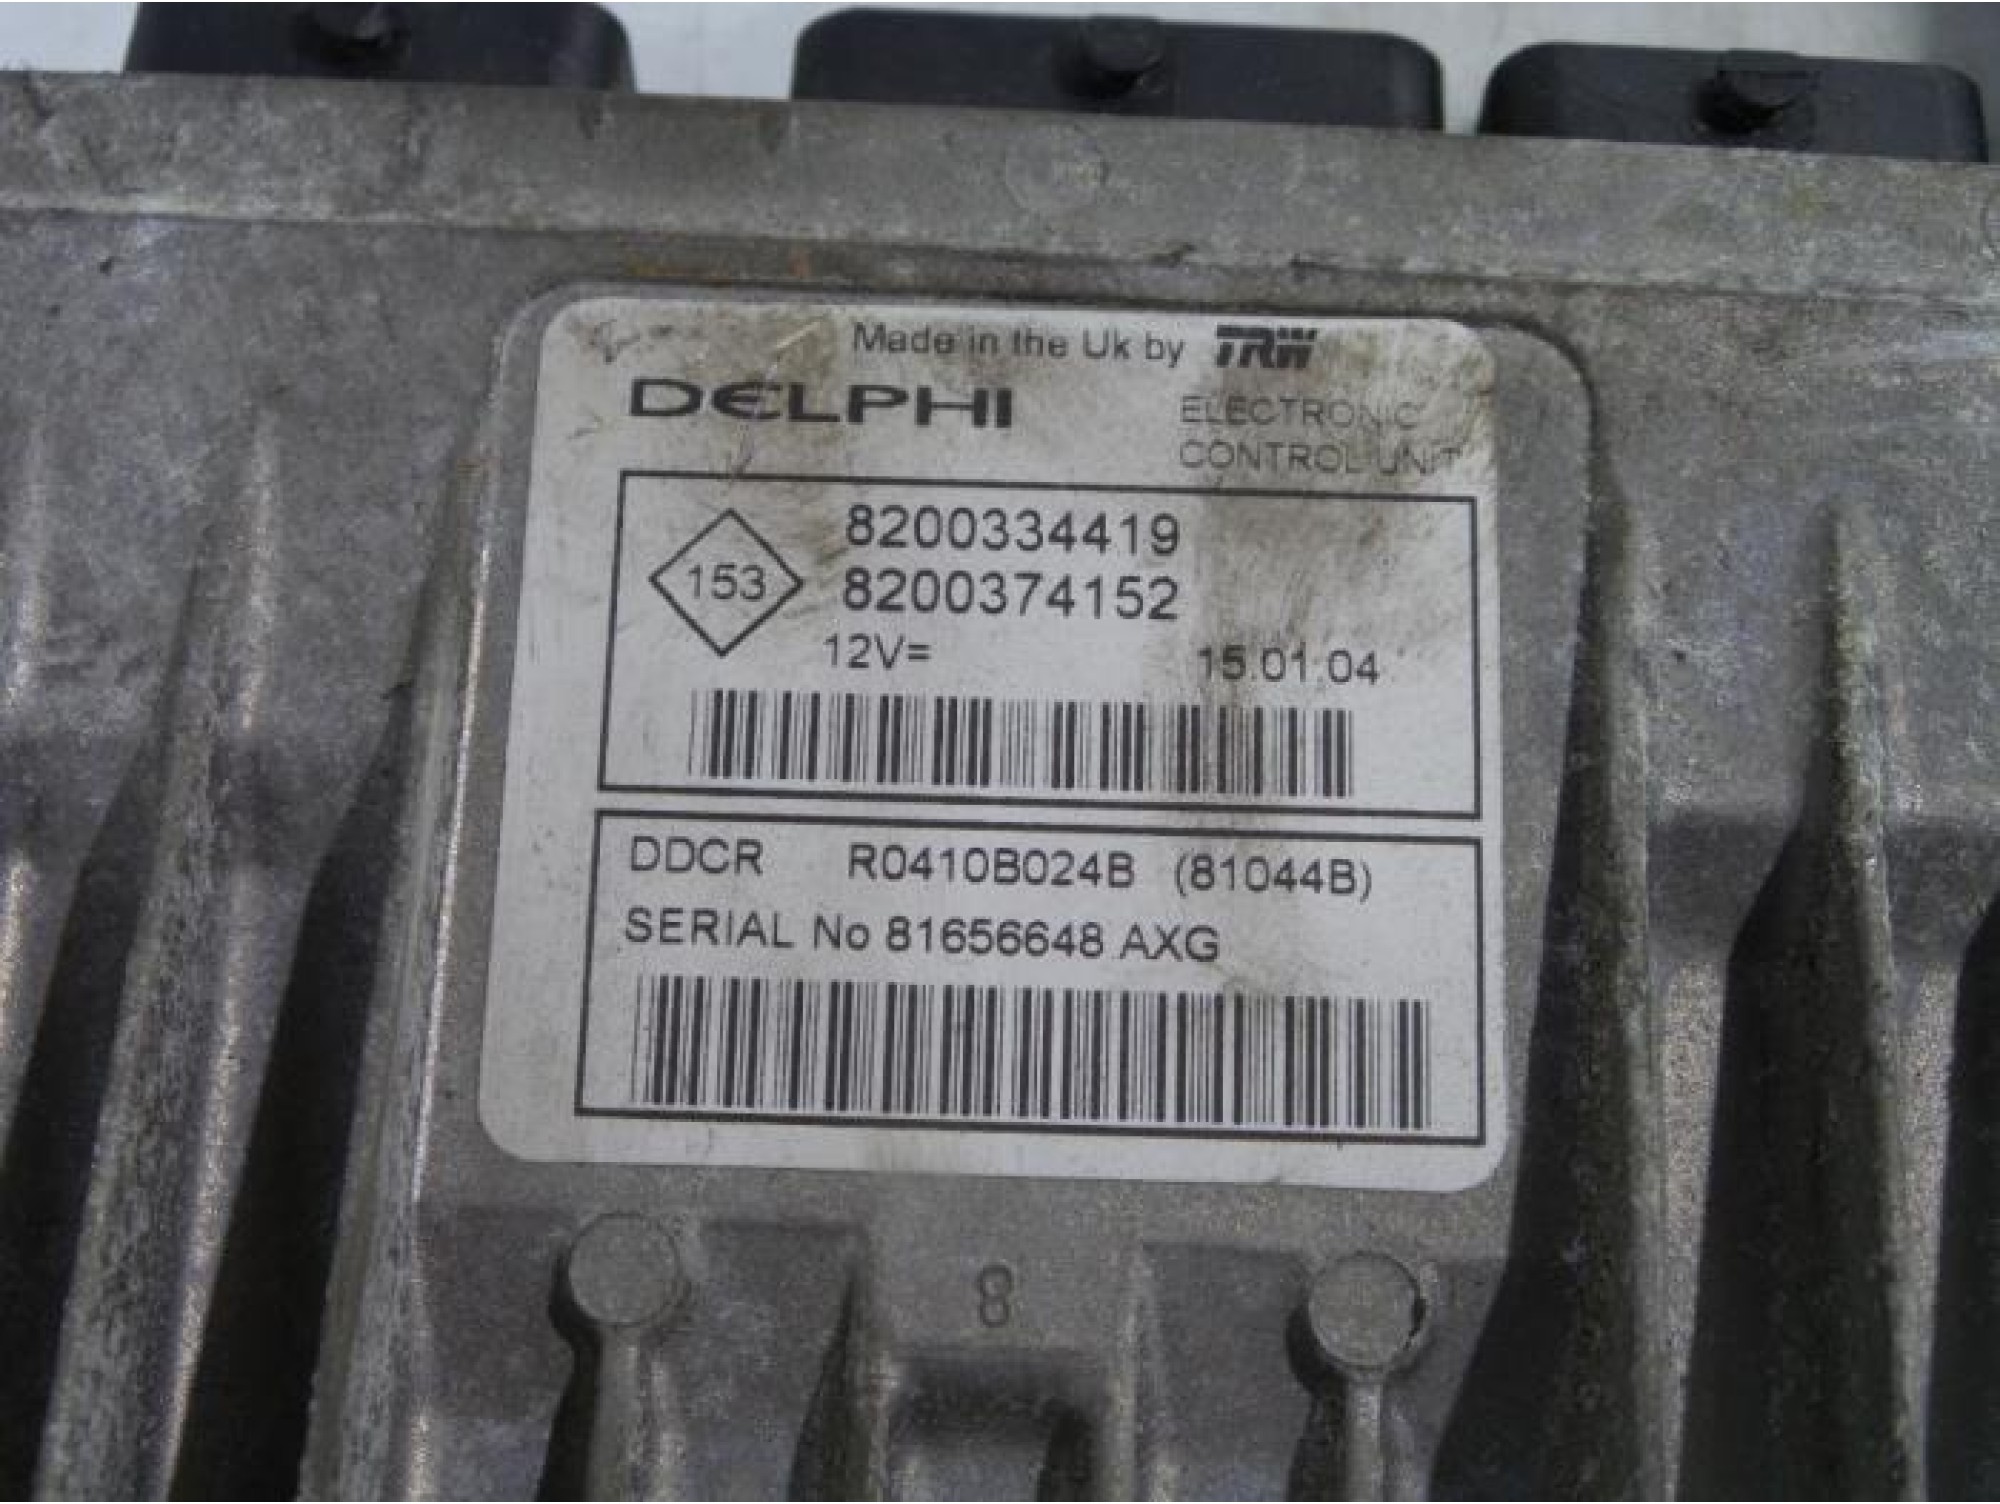 Made in the Uk by TRW
DELPHI
ELECTRONIC
CONTROL UNIT
153
8200334419
8200374152
12V=
15.01.04
DDCR R0410B024B (81044B)
SERIAL No 81656648 AXG
8